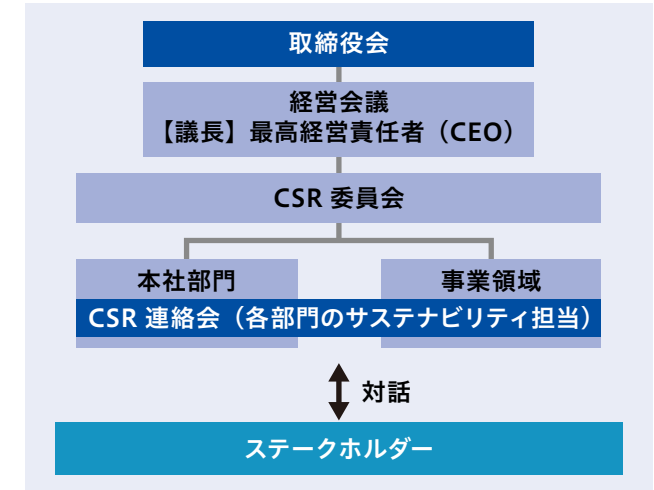 取締役会
経営会議
【議長】最高経営責任者（CEO）
CSR 委員会
本社部門
事業領域
CSR 連絡会（各部門のサステナビリティ担当）
対話
ステークホルダー